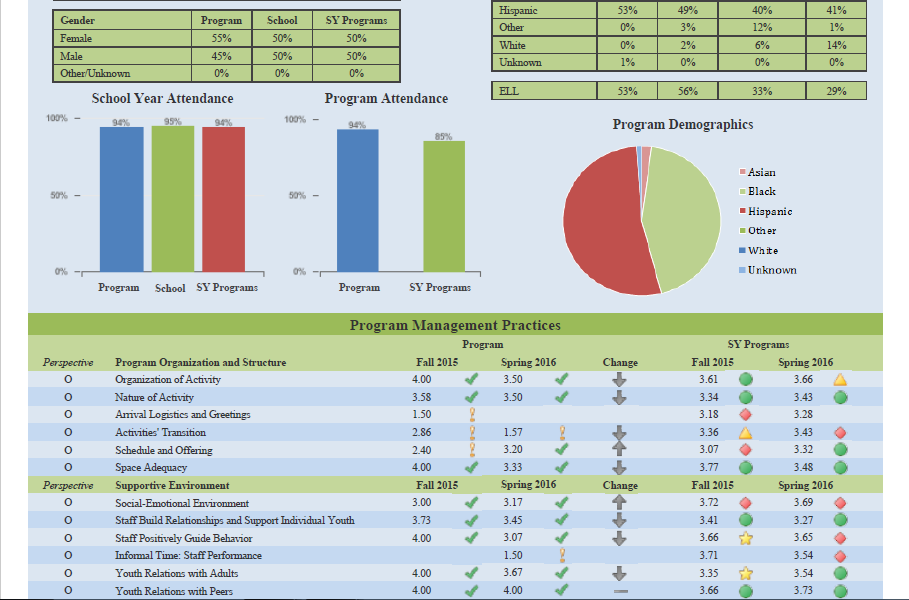 Gender Program School SY Programs
Female 55% 50% 50%
Male 45% 50% 50%
Other/Unknown 0% 0% 0%
Hispanic 53% 49% 40% 41%
Other 0% 3% 12% 1%
White 0% 2% 6% 14%
Unknown 1% 0% 0% 0%
ELL 53% 56% 33% 29%
School Year Attendance
100%
50%
0%
94% 95% 94%
Program School SY Programs
Program Attendance
100%
50%
0%
94% 85%
Program SY Programs
Program Demographics
Asian
Black
Hispanic
Other
White
Unknown
Program Management Practices
Program SY Programs
Perspective Program Organization and Structure Fall 2015 Spring 2016 Change Fall 2015 Spring 2016
O Organization of Activity 4.00 3.50 3.61 3.66
O Nature of Activity 3.58 3.50 3.34 3.43
O Arrival Logistics and Greetings 1.50 3.18 3.28
O Activities' Transition 2.86 1.57 3.36 3.43
O Schedule and Offering 2.40 3.20 3.07 3.32
O Space Adequacy 4.00 3.33 3.77 3.48
Perspective Supportive Environment Fall 2015 Spring 2016 Change Fall 2015 Spring 2016
O Social-Emotional Environment 3.00 3.17 3.72 3.69
O Staff Build Relationships and Support Individual Youth 3.73 3.45 3.41 3.27
O Staff Positively Guide Behavior 4.00 3.07 3.66 3.65
O Informal Time: Staff Performance 1.50 3.71 3.54
O Youth Relations with Adults 4.00 3.67 3.35 3.54
O Youth Relations with Peers 4.00 4.00 3.66 3.73